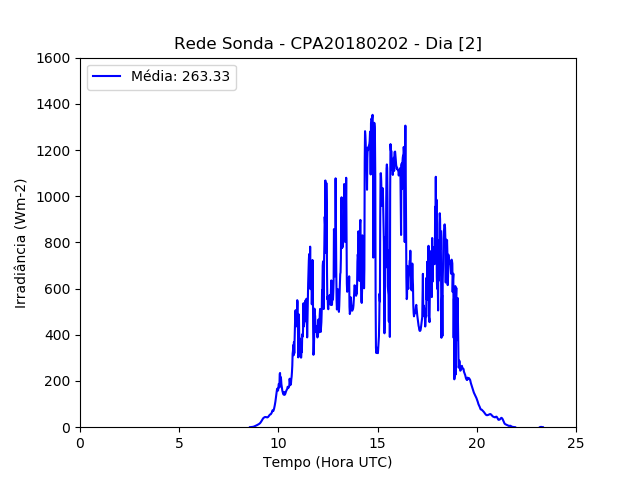 Rede Sonda - CPA20180202 - Dia [2]
Média: 263.33
Irradiância (Wm-2)
1600
1400
1200
1000
800
600
400
200
0
0 5 10 15 20 25
Tempo (Hora UTC)